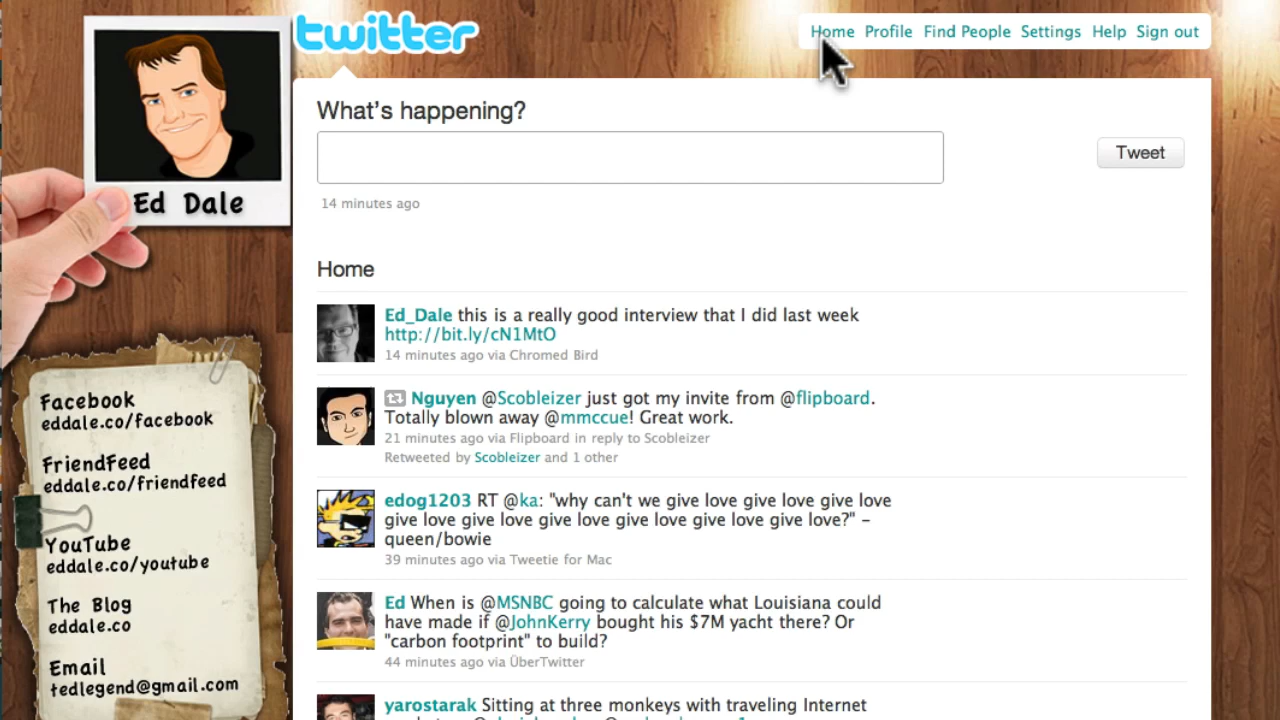 twitter
Home Profile Find People Settings Help Sign out
What's happening?
Tweet
14 minutes ago
Ed Dale
Home
Ed_Dale this is a really good interview that I did last week
http://bit.ly/cN1MtO
14 minutes ago via Chromed Bird
Nguyen @Scobleizer just got my invite from @flipboard.
Totally blown away @mmccue! Great work.
21 minutes ago via Flipboard in reply to Scobleizer
Retweeted by Scobleizer and 1 other
edog1203 RT @ka: "why can't we give love give love give love
give love give love give love give love give love give love?" –
queen/bowie
39 minutes ago via Tweetie for Mac
Ed When is @MSNBC going to calculate what Louisiana could
have made if @JohnKerry bought his $7M yacht there? Or
"carbon footprint" to build?
44 minutes ago via ÜberTwitter
yarostarak Sitting at three monkeys with traveling Internet
Facebook
eddale.co/facebook
FriendFeed
eddale.co/friendfeed
YouTube
eddale.co/youtube
The Blog
eddale.co
Email
tedlegend@gmail.com